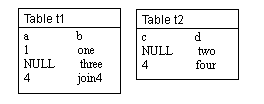 Table t1
a b
1 one
NULL three
4 join4
Table t2
c d
NULL two
4 four